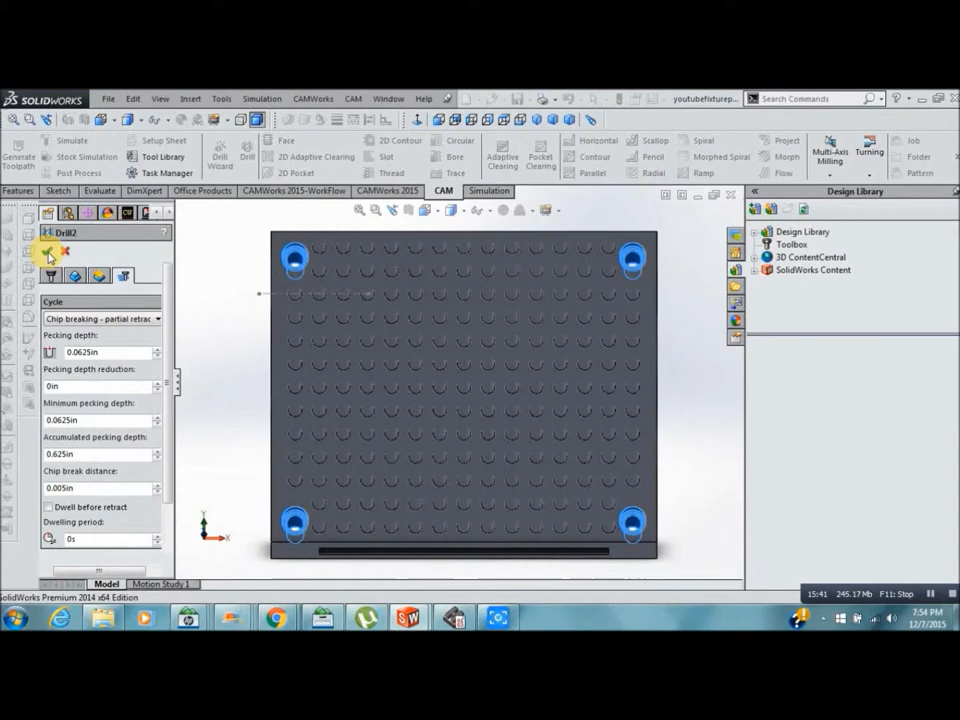 SOLIDWORKS File Edit View Insert Tools Simulation CAMWorks CAM Window Help youtubefixturep... Search Commands
Simulate Setup Sheet Face 2D Contour Circular Horizontal Scallop Spiral Project Job
Generate Toolpath Stock Simulation Tool Library Drill Wizard Drill 2D Adaptive Clearing Slot Bore Adaptive Clearing Pocket Clearing Contour Pencil Morphed Spiral Morph Multi-Axis Milling Turning Folder
Post Process Task Manager 2D Pocket Thread Trace Parallel Radial Ramp Pattern
Features Sketch Evaluate DimXpert Office Products CAMWorks 2015-WorkFlow CAMWorks 2015 CAM Simulation
Design Library
Drill2 ?
Design Library
Toolbox
3D ContentCentral
SolidWorks Content
Cycle
Chip breaking - partial retrac
Pecking depth:
0.0625in
Pecking depth reduction:
0in
Minimum pecking depth:
0.0625in
Accumulated pecking depth:
0.625in
Chip break distance:
0.005in
Dwell before retract
Dwelling period:
0s
Y
X
Model Motion Study 1
SolidWorks Premium 2014 x64 Edition
15:41 245.17 Mb F11: Stop
7:54 PM
12/7/2015